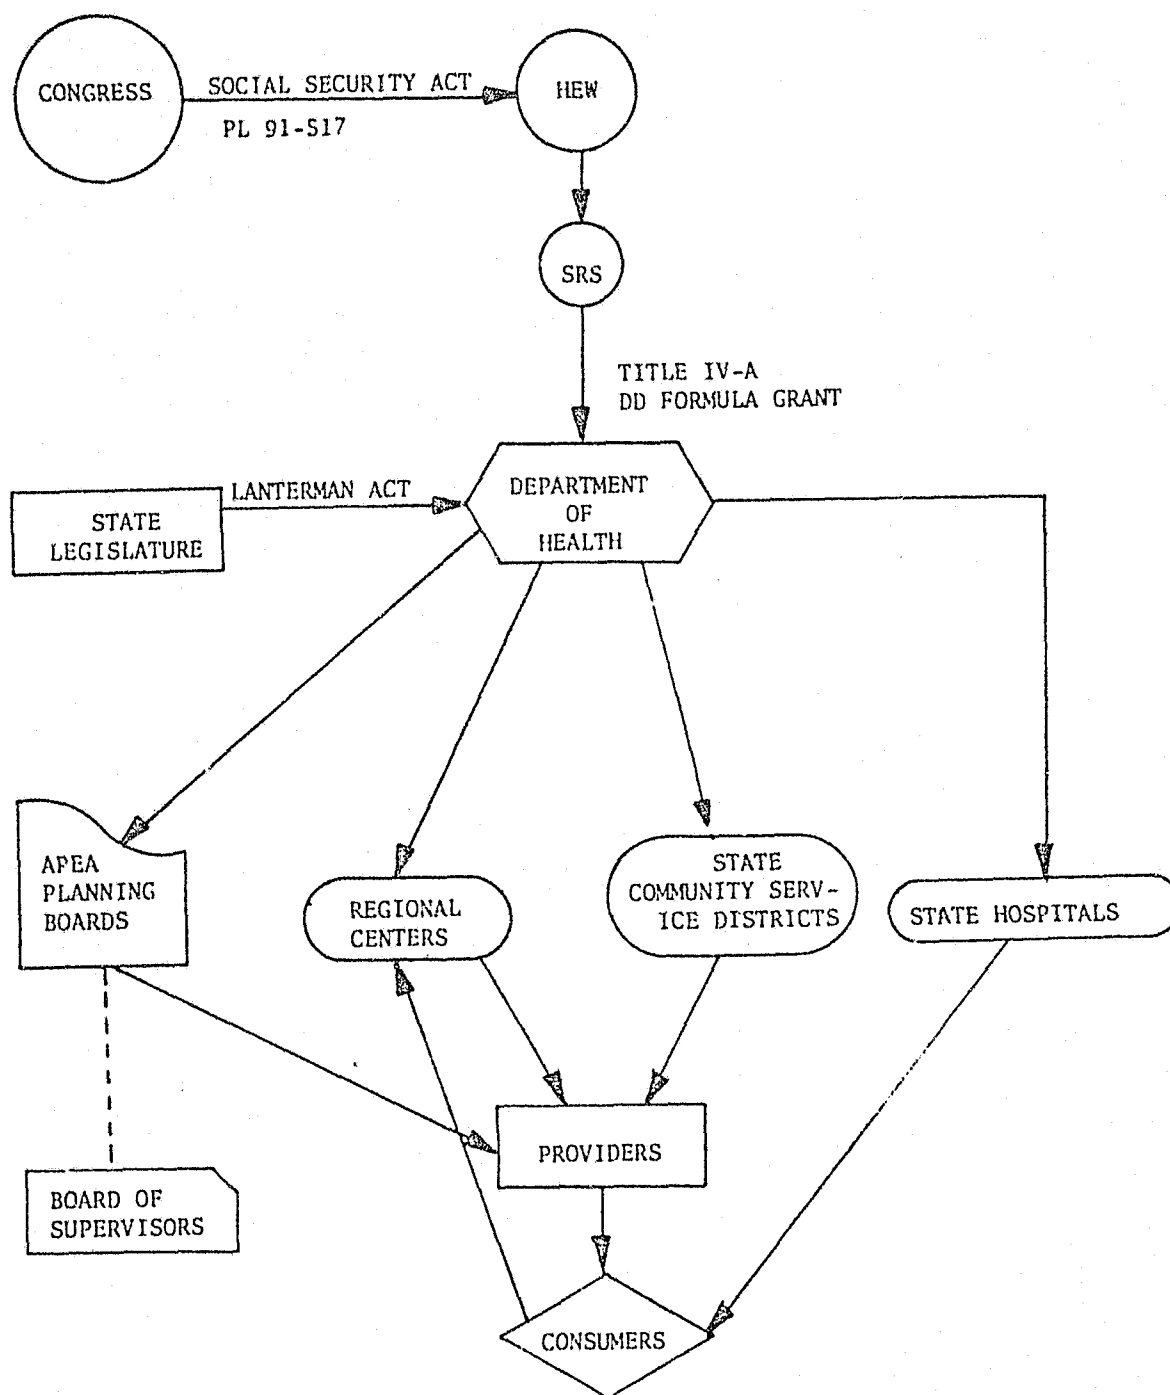 CONGRESS
SOCIAL SECURITY ACT
PL 91-517
HEW
SRS
TITLE IV-A
DD FORMULA GRANT
STATE
LEGISLATURE
LANTERMAN ACT
DEPARTMENT
OF
HEALTH
APEA
PLANNING
BOARDS
REGIONAL
CENTERS
STATE
COMMUNITY SERV-
ICE DISTRICTS
STATE HOSPITALS
PROVIDERS
BOARD OF
SUPERVISORS
CONSUMERS